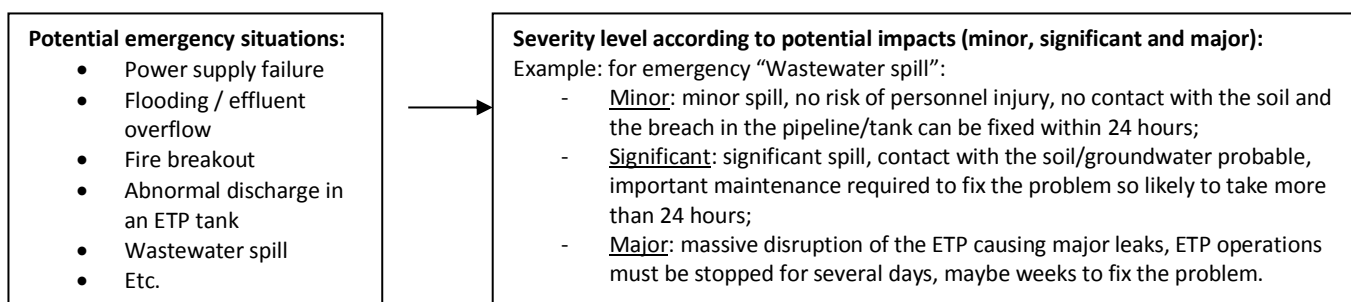 Potential emergency situations:
• Power supply failure
• Flooding / effluent
overflow
• Fire breakout
• Abnormal discharge in
an ETP tank
• Wastewater spill
• Etc.
Severity level according to potential impacts (minor, significant and major):
Example: for emergency “Wastewater spill”:
- Minor: minor spill, no risk of personnel injury, no contact with the soil and
the breach in the pipeline/tank can be fixed within 24 hours;
- Significant: significant spill, contact with the soil/groundwater probable,
important maintenance required to fix the problem so likely to take more
than 24 hours;
- Major: massive disruption of the ETP causing major leaks, ETP operations
must be stopped for several days, maybe weeks to fix the problem.